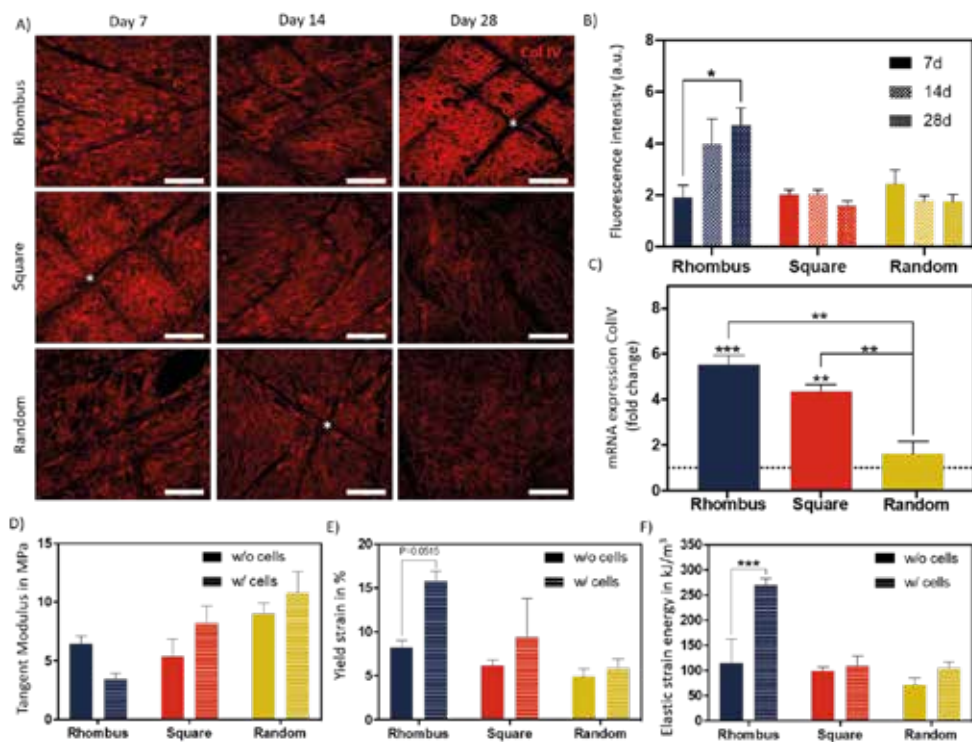 A)
Day 7 Day 14 Day 28
Rhombus
Col IV
*
Square
*
Random
*
B)
Fluorescence intensity (a.u.)
8
6
4
2
0
*
7d
14d
28d
Rhombus Square Random
C)
mRNA expression ColIV
(fold change)
8
6
4
2
0
**
*** **
**
Rhombus Square Random
D)
Tangent Modulus in MPa
15
10
5
0
w/o cells
w/ cells
Rhombus Square Random
E)
Yield strain in %
20
15
10
5
0
P=0.0515
w/o cells
w/ cells
Rhombus Square Random
F)
Elastic strain energy in kJ/m³
350
300
250
200
150
100
50
0
***
w/o cells
w/ cells
Rhombus Square Random